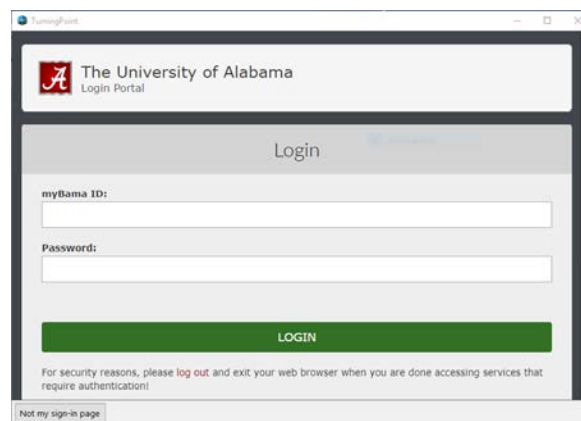 TurningPoint
The University of Alabama
Login Portal
Login
myBama ID:
Password:
LOGIN
For security reasons, please log out and exit your web browser when you are done accessing services that
require authentication!
Not my sign-in page